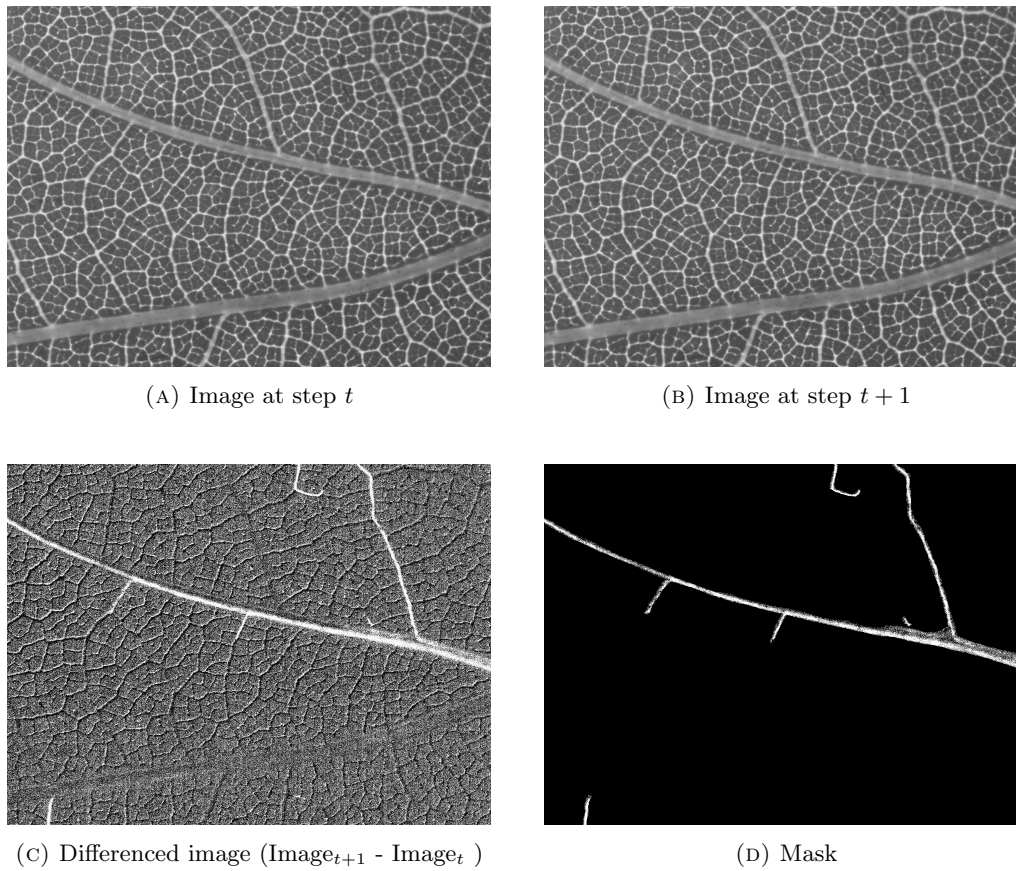 (A) Image at step t
(B) Image at step t + 1
(C) Differenced image (Image_{t+1} - Image_t )
(D) Mask